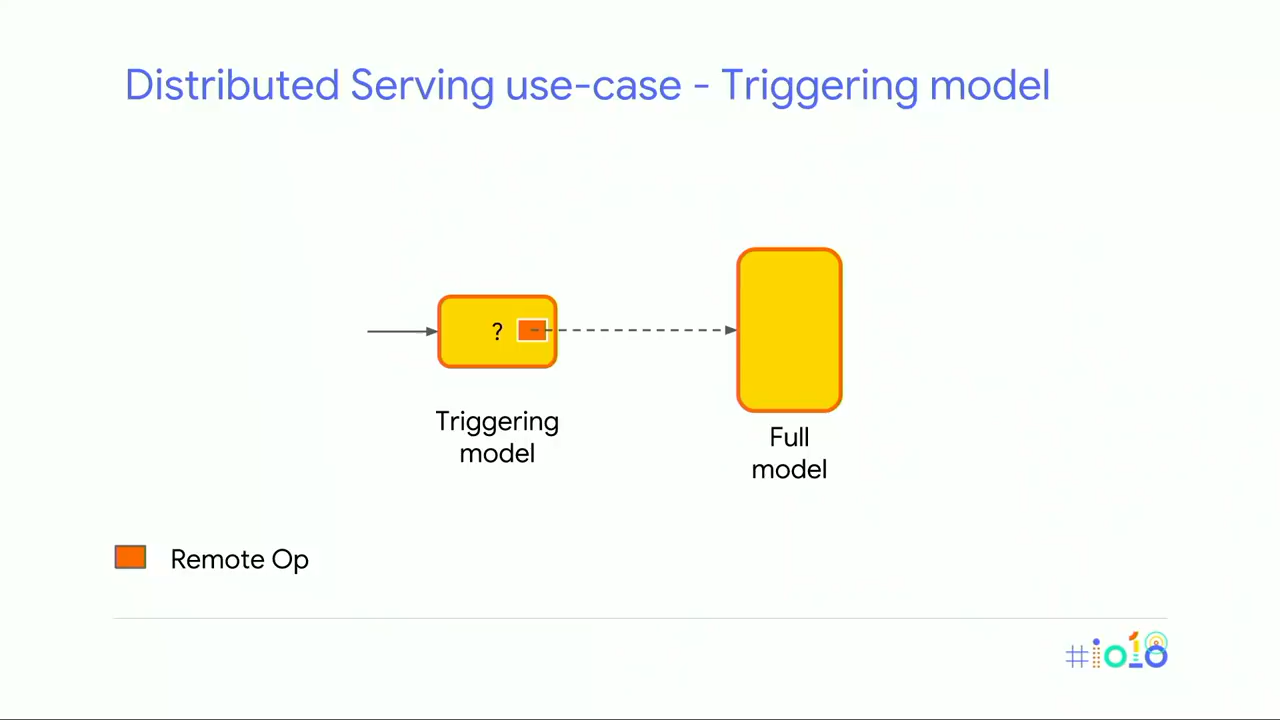 Distributed Serving use-case - Triggering model
?
Triggering
model
Full
model
Remote Op
#io18